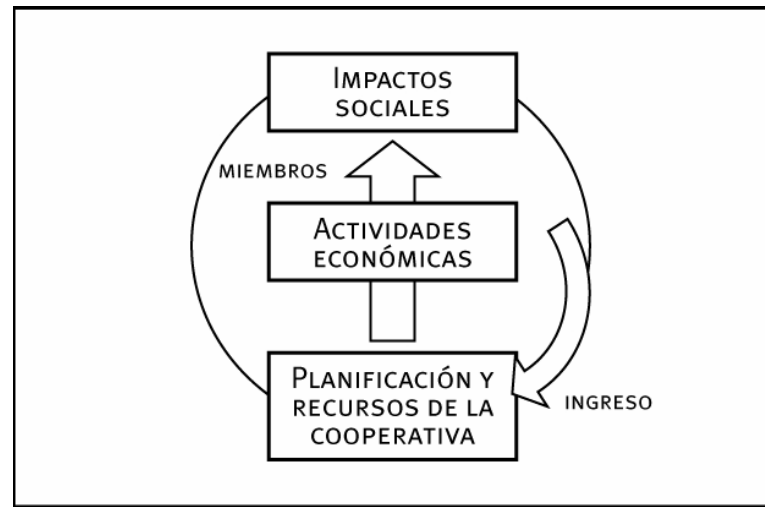 IMPACTOS
SOCIALES
MIEMBROS
ACTIVIDADES
ECONÓMICAS
PLANIFICACIÓN Y
RECURSOS DE LA
COOPERATIVA
INGRESO